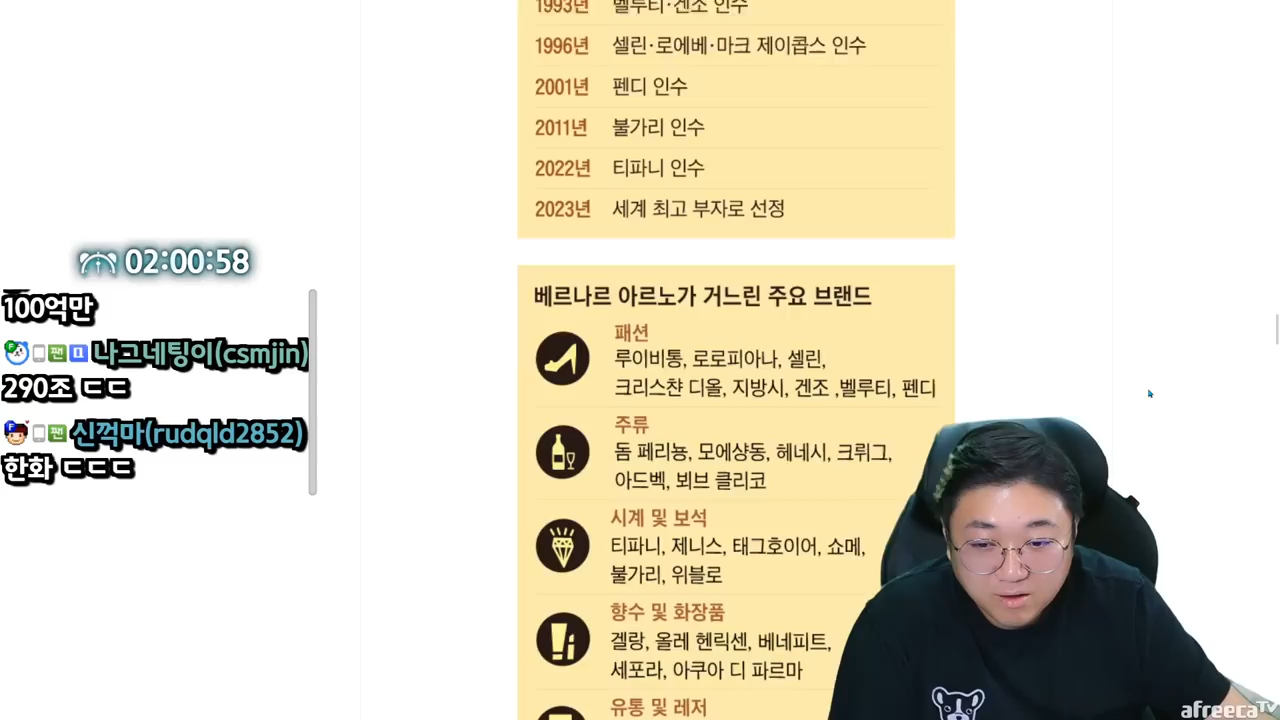 1993년 벨루티·겐조 인수
1996년 셀린·로에베·마크 제이콥스 인수
2001년 펜디 인수
2011년 불가리 인수
2022년 티파니 인수
2023년 세계 최고 부자로 선정
02:00:58
100억만
나그네팅이(csmjin)
290조 ㄷㄷ
신꺽마(rudqld2852)
한화 ㄷㄷㄷ
베르나르 아르노가 거느린 주요 브랜드
패션
루이비통, 로로피아나, 셀린,
크리스챤 디올, 지방시, 겐조 ,벨루티, 펜디
주류
돔 페리뇽, 모에샹동, 헤네시, 크뤼그,
아드벡, 뵈브 클리코
시계 및 보석
티파니, 제니스, 태그호이어, 쇼메,
불가리, 위블로
향수 및 화장품
겔랑, 올레 헨릭센, 베네피트,
세포라, 아쿠아 디 파르마
유통 및 레저
afreecaTV